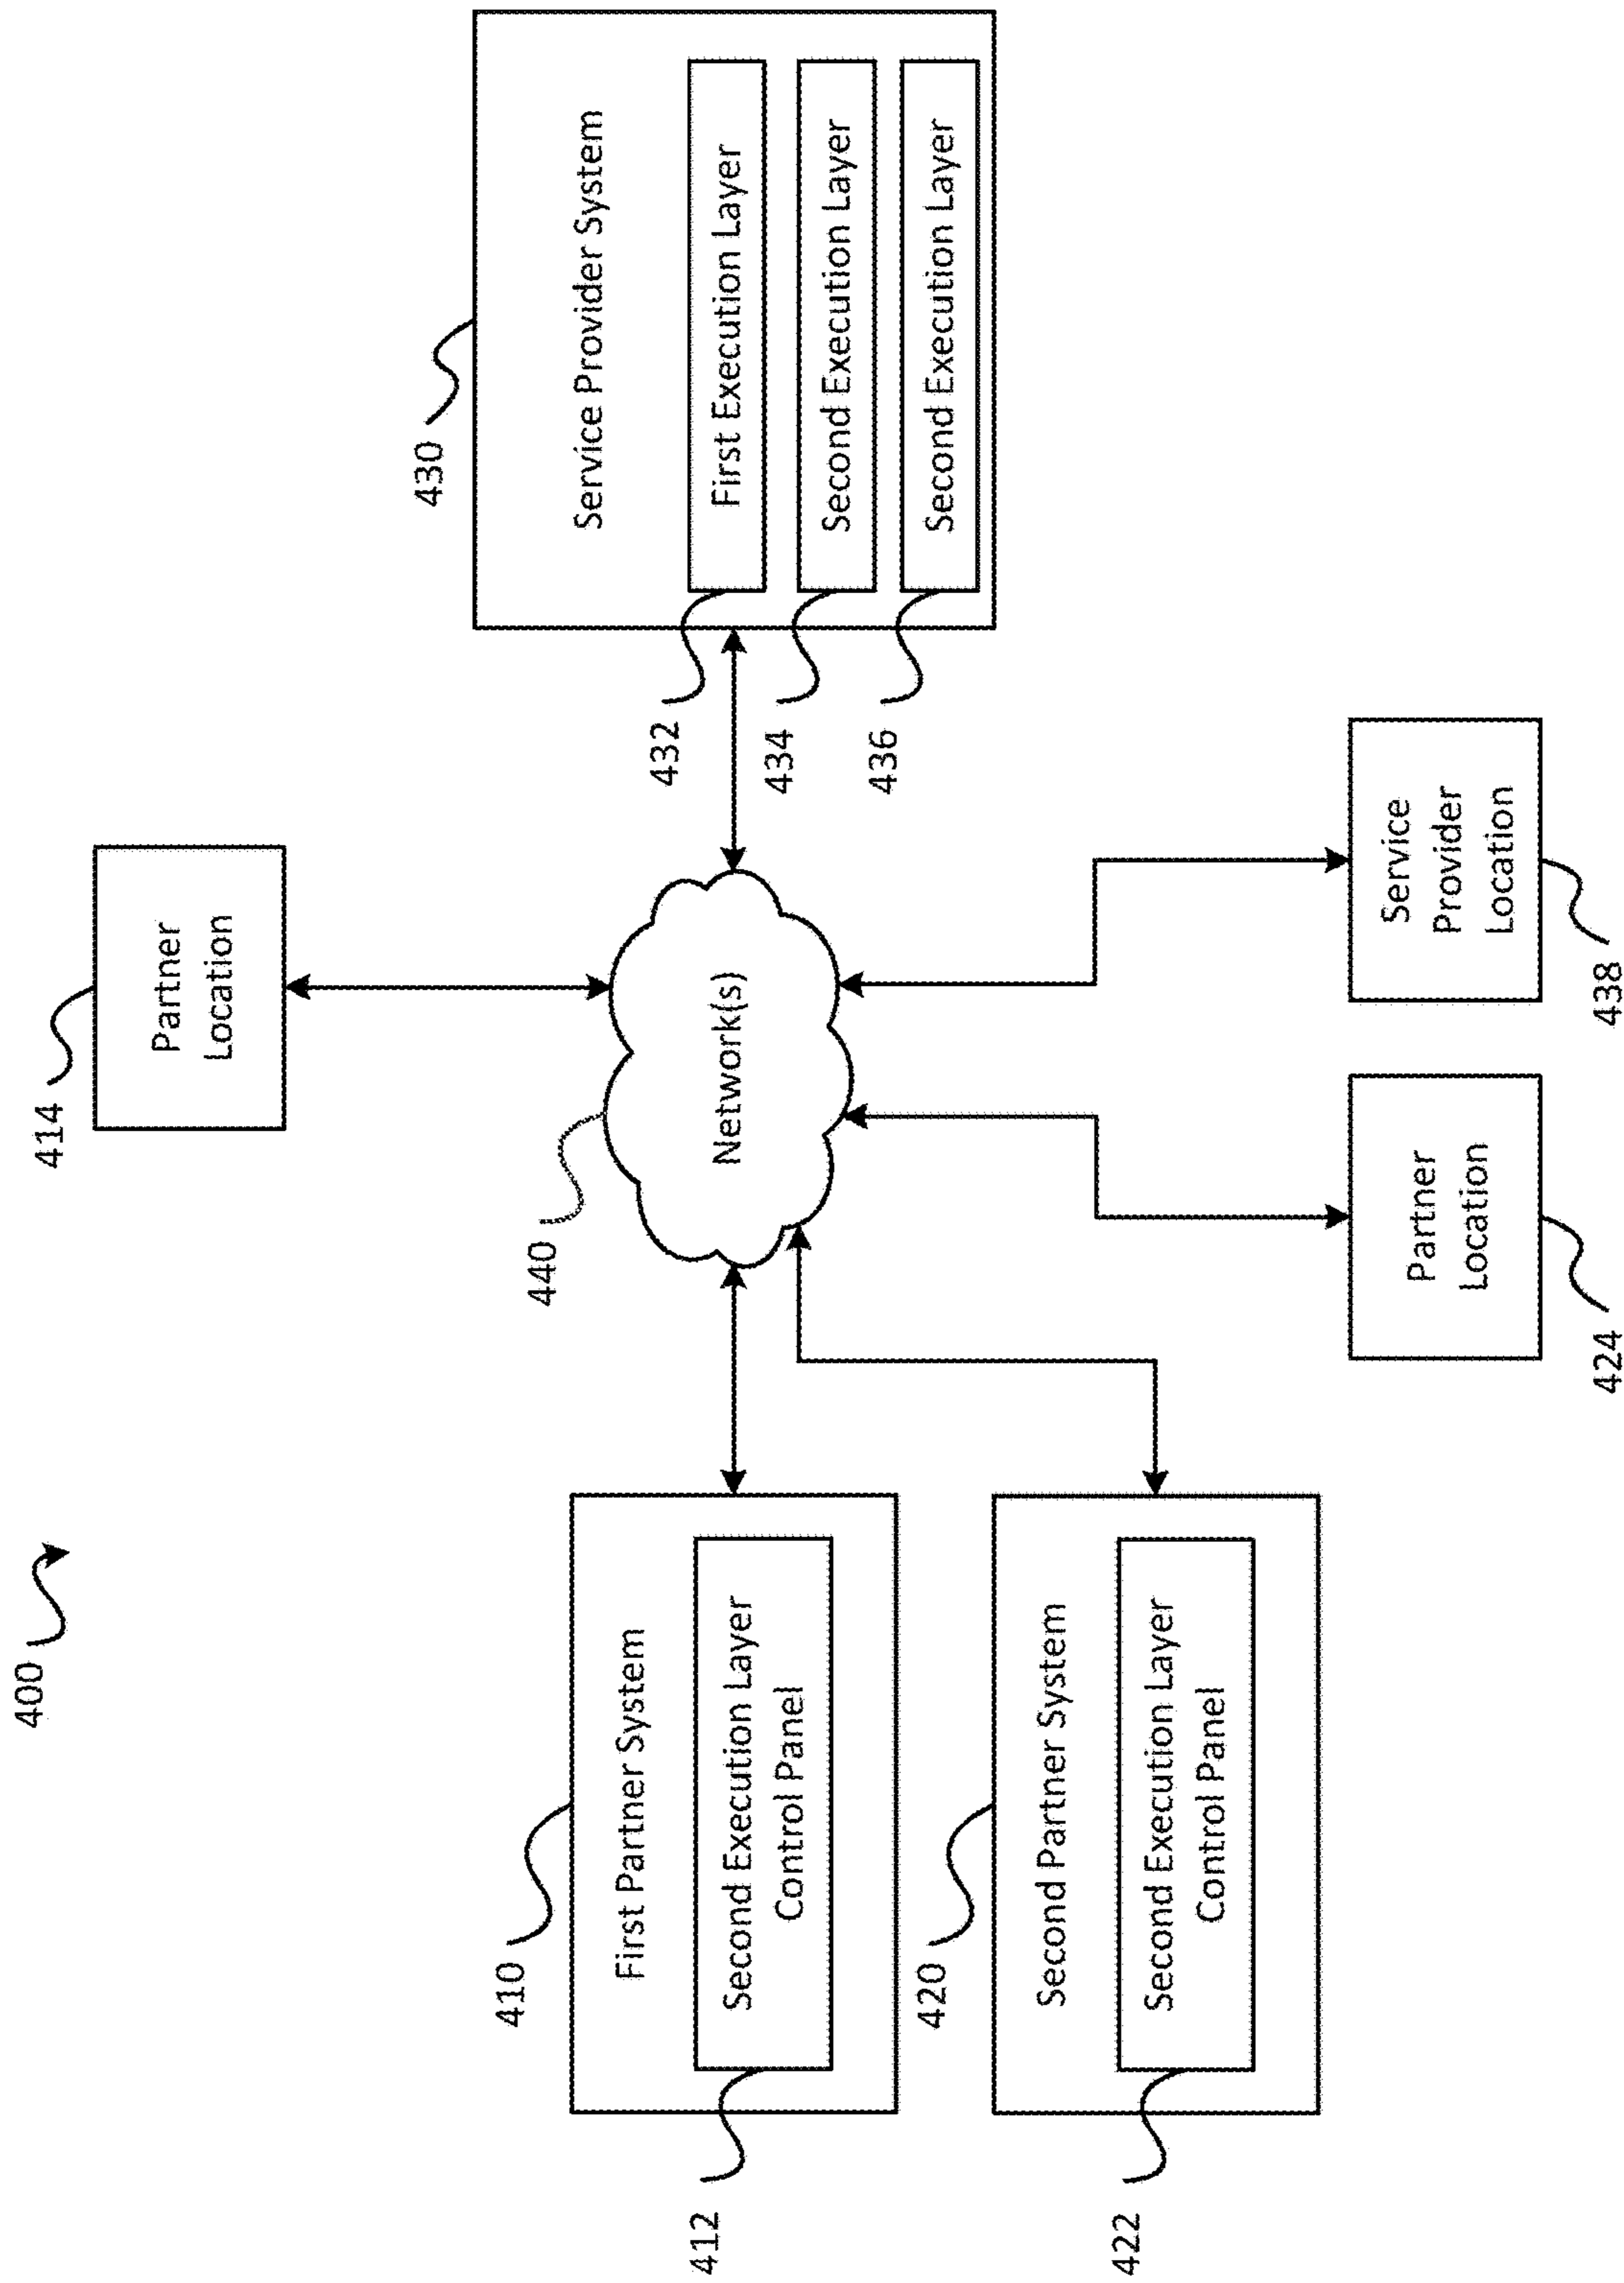 400
414
Partner
Location
430
Service Provider System
432
First Execution Layer
434
Second Execution Layer
436
Second Execution Layer
440
Network(s)
410
First Partner System
412
Second Execution Layer
Control Panel
420
Second Partner System
422
Second Execution Layer
Control Panel
Partner
Location
424
Service
Provider
Location
438